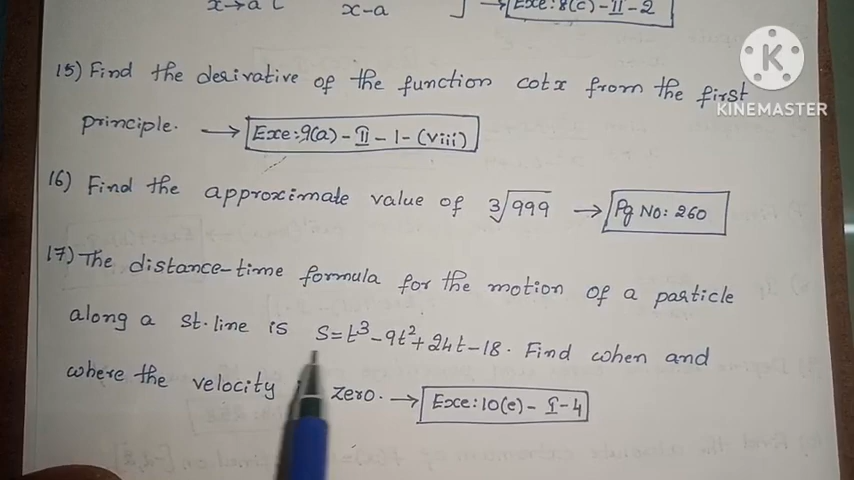 x→a x-a → Exe:8(c)-II-2
15) Find the derivative of the function cotx from the first
principle. → Exe:9(a)-II-1-(viii)
16) Find the approximate value of ∛999 → Pg No: 260
17) The distance-time formula for the motion of a particle
along a st.line is S=t³-9t²+24t-18. Find when and
where the velocity zero. → Exe:10(e)-I-4
K
KINEMASTER